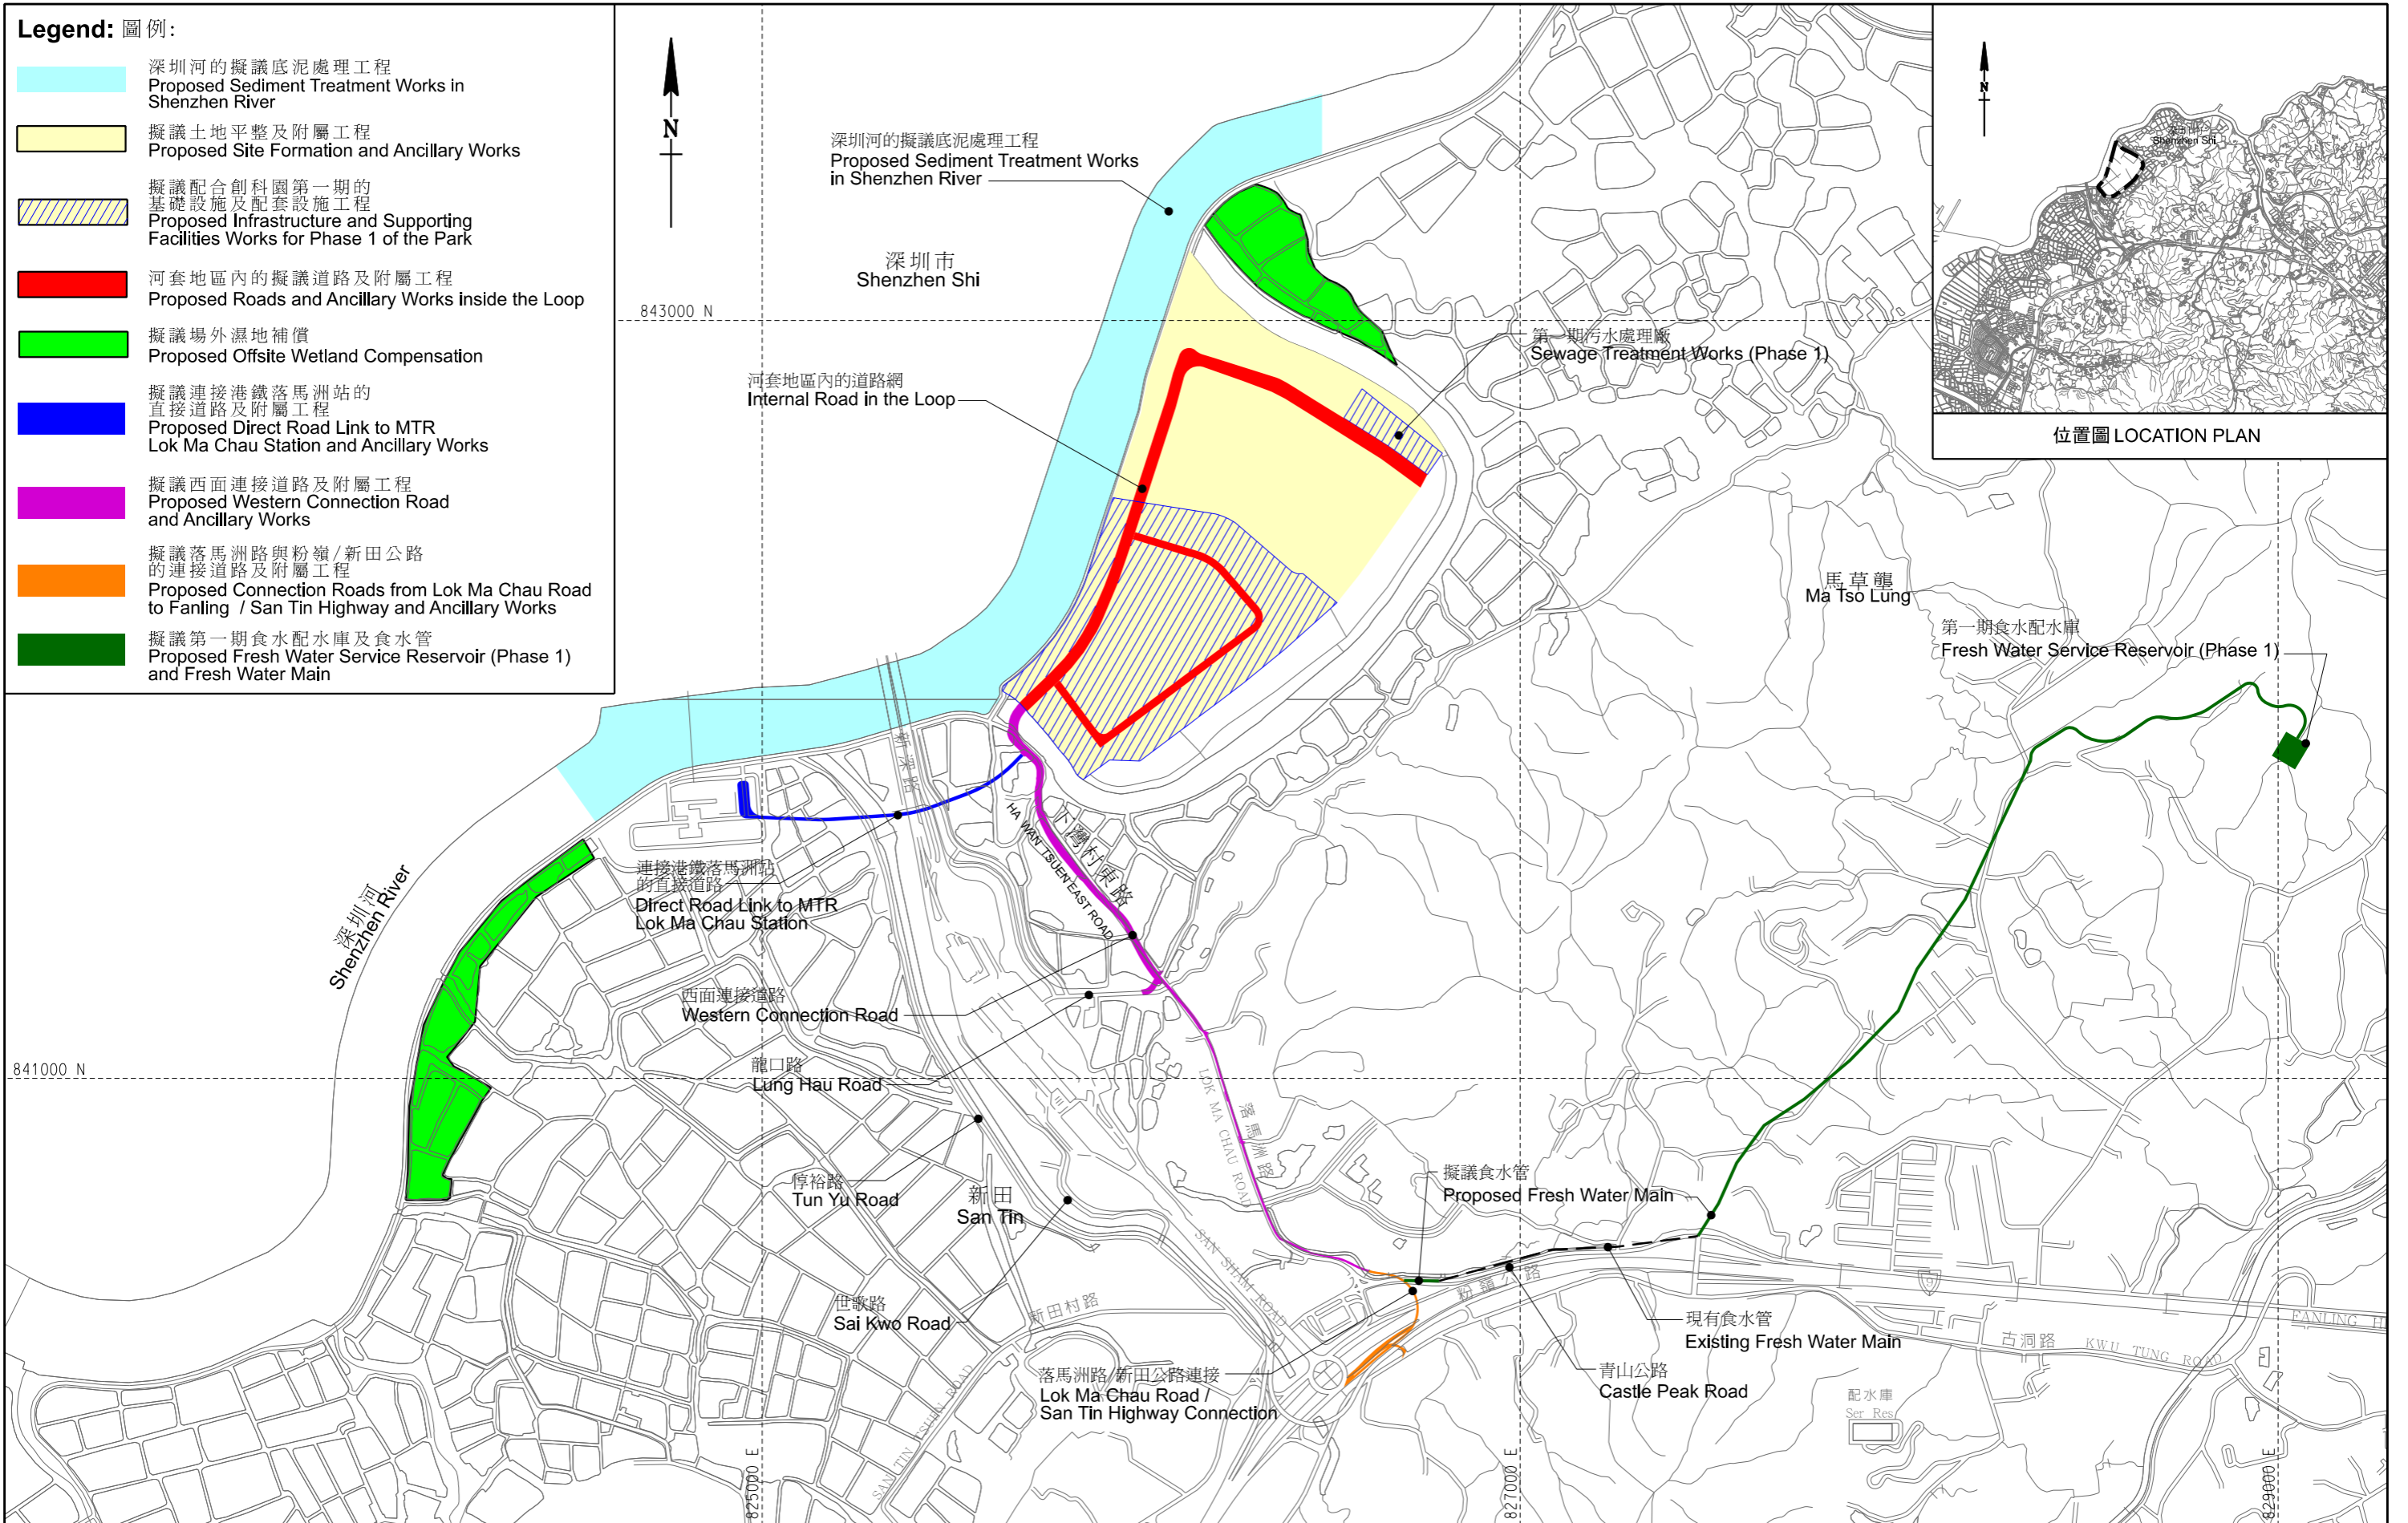 Legend: 圖例:
深圳河的擬議底泥處理工程
Proposed Sediment Treatment Works in
Shenzhen River
擬議土地平整及附屬工程
Proposed Site Formation and Ancillary Works
擬議配合創科園第一期的
基礎設施及配套設施工程
Proposed Infrastructure and Supporting
Facilities Works for Phase 1 of the Park
河套地區內的擬議道路及附屬工程
Proposed Roads and Ancillary Works inside the Loop
擬議場外濕地補償
Proposed Offsite Wetland Compensation
擬議連接港鐵落馬洲站的
直接道路及附屬工程
Proposed Direct Road Link to MTR
Lok Ma Chau Station and Ancillary Works
擬議西面連接道路及附屬工程
Proposed Western Connection Road
and Ancillary Works
擬議落馬洲路與粉嶺/新田公路
的連接道路及附屬工程
Proposed Connection Roads from Lok Ma Chau Road
to Fanling / San Tin Highway and Ancillary Works
擬議第一期食水配水庫及食水管
Proposed Fresh Water Service Reservoir (Phase 1)
and Fresh Water Main
N
深圳河的擬議底泥處理工程
Proposed Sediment Treatment Works
in Shenzhen River
深圳市
Shenzhen Shi
843000 N
河套地區內的道路網
Internal Road in the Loop
第一期污水處理廠
Sewage Treatment Works (Phase 1)
N
深圳市
Shenzhen Shi
位置圖 LOCATION PLAN
馬草壟
Ma Tso Lung
第一期食水配水庫
Fresh Water Service Reservoir (Phase 1)
新深路
下灣村東路
HA WAN TSUEN EAST ROAD
連接港鐵落馬洲站
的直接道路
Direct Road Link to MTR
Lok Ma Chau Station
深圳河
Shenzhen River
西面連接道路
Western Connection Road
龍口路
Lung Hau Road
841000 N
落馬洲路
LOK MA CHAU ROAD
惇裕路
Tun Yu Road
新田
San Tin
擬議食水管
Proposed Fresh Water Main
世歌路
Sai Kwo Road
新田村路
SAN TIN TSUEN ROAD
SAN SHAM ROAD
粉嶺公路
9
現有食水管
Existing Fresh Water Main
青山公路
Castle Peak Road
落馬洲路/新田公路連接
Lok Ma Chau Road /
San Tin Highway Connection
FANLING H
古洞路
KWU TUNG ROAD
配水庫
Ser Res
825000 E
827000 E
829000 E